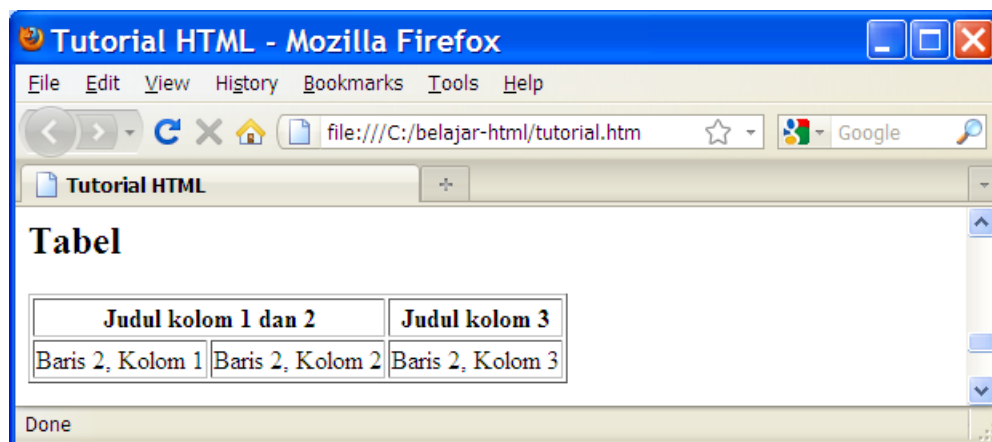 Tutorial HTML - Mozilla Firefox
File Edit View History Bookmarks Tools Help
file:///C:/belajar-html/tutorial.htm Google
Tutorial HTML
Tabel
Judul kolom 1 dan 2 Judul kolom 3
Baris 2, Kolom 1 Baris 2, Kolom 2 Baris 2, Kolom 3
Done